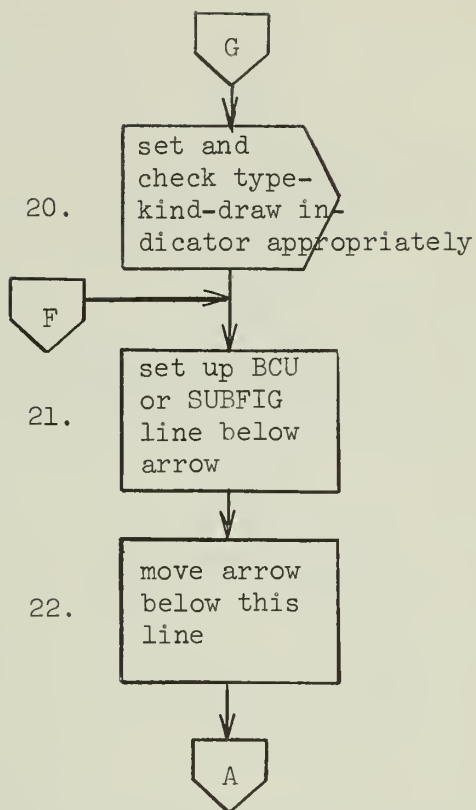 G
20.
set and
check type-
kind-draw in-
dicator appropriately
F
21.
set up BCU
or SUBFIG
line below
arrow
22.
move arrow
below this
line
A